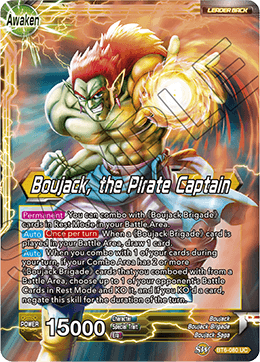 LEADER BACK
Awaken
Boujack, the Pirate Captain
Permanent You can combo with 《Boujack Brigade》
cards in Rest Mode in your Battle Area.
Auto Once per turn When a 《Boujack Brigade》 card is
played in your Battle Area, draw 1 card.
Auto When you combo with 1 of your cards during
your turn, if your Combo Area has 2 or more
《Boujack Brigade》 cards that you comboed with from a
Battle Area, choose up to 1 of your opponent's Battle
Cards in Rest Mode and KO it, and if you KO'd a card,
negate this skill for the duration of the turn.
POWER
15000
Character Boujack
Special Trait Boujack Brigade
Era Boujack Saga
BT6-080 UC